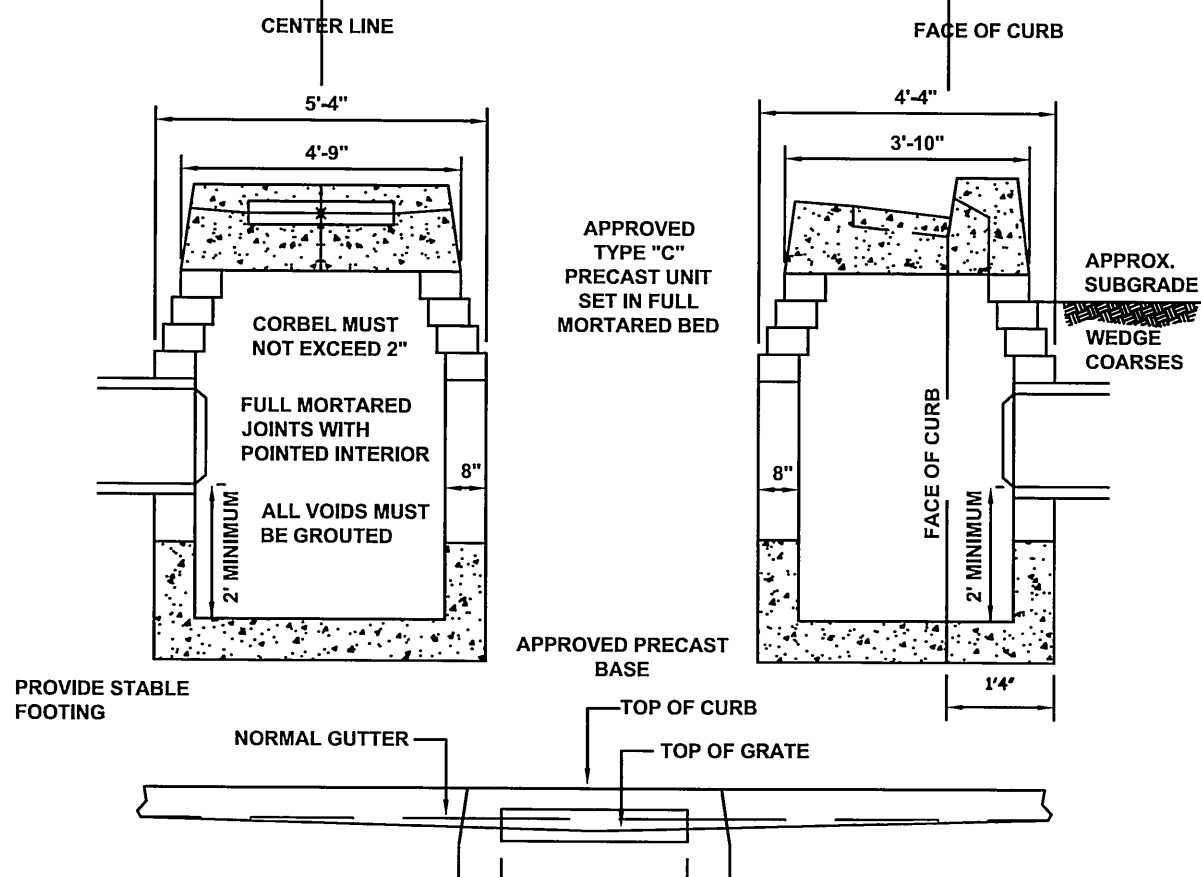 CENTER LINE
FACE OF CURB
5'-4"
4'-4"
4'-9"
3'-10"
APPROVED
TYPE "C"
PRECAST UNIT
SET IN FULL
MORTARED BED
APPROX.
SUBGRADE
WEDGE
COARSES
CORBEL MUST
NOT EXCEED 2"
FULL MORTARED
JOINTS WITH
POINTED INTERIOR
8"
8"
FACE OF CURB
ALL VOIDS MUST
BE GROUTED
2' MINIMUM
2' MINIMUM
APPROVED PRECAST
BASE
1'4"
PROVIDE STABLE
FOOTING
TOP OF CURB
NORMAL GUTTER
TOP OF GRATE